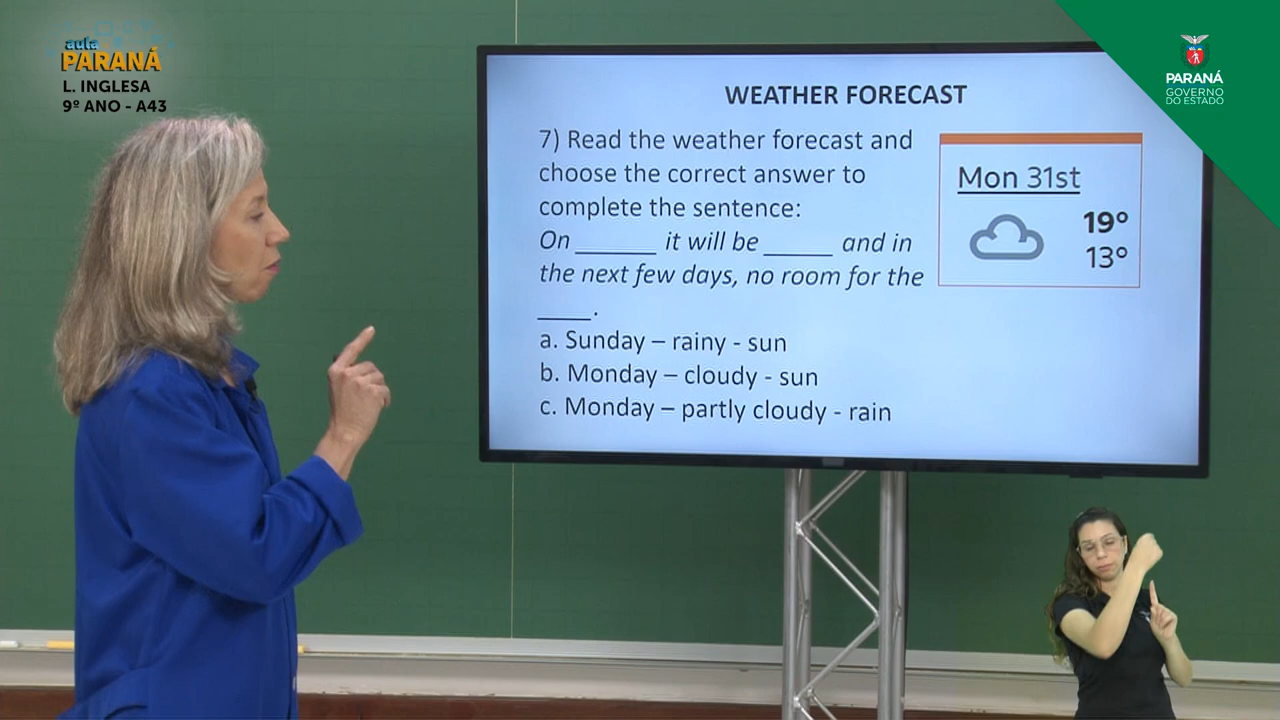 aula
PARANÁ
L. INGLESA
9º ANO - A43
PARANÁ
GOVERNO
DO ESTADO
WEATHER FORECAST
7) Read the weather forecast and
choose the correct answer to
complete the sentence:
On ______ it will be _____ and in
the next few days, no room for the
____.
a. Sunday – rainy - sun
b. Monday – cloudy - sun
c. Monday – partly cloudy - rain
Mon 31st
19°
13°